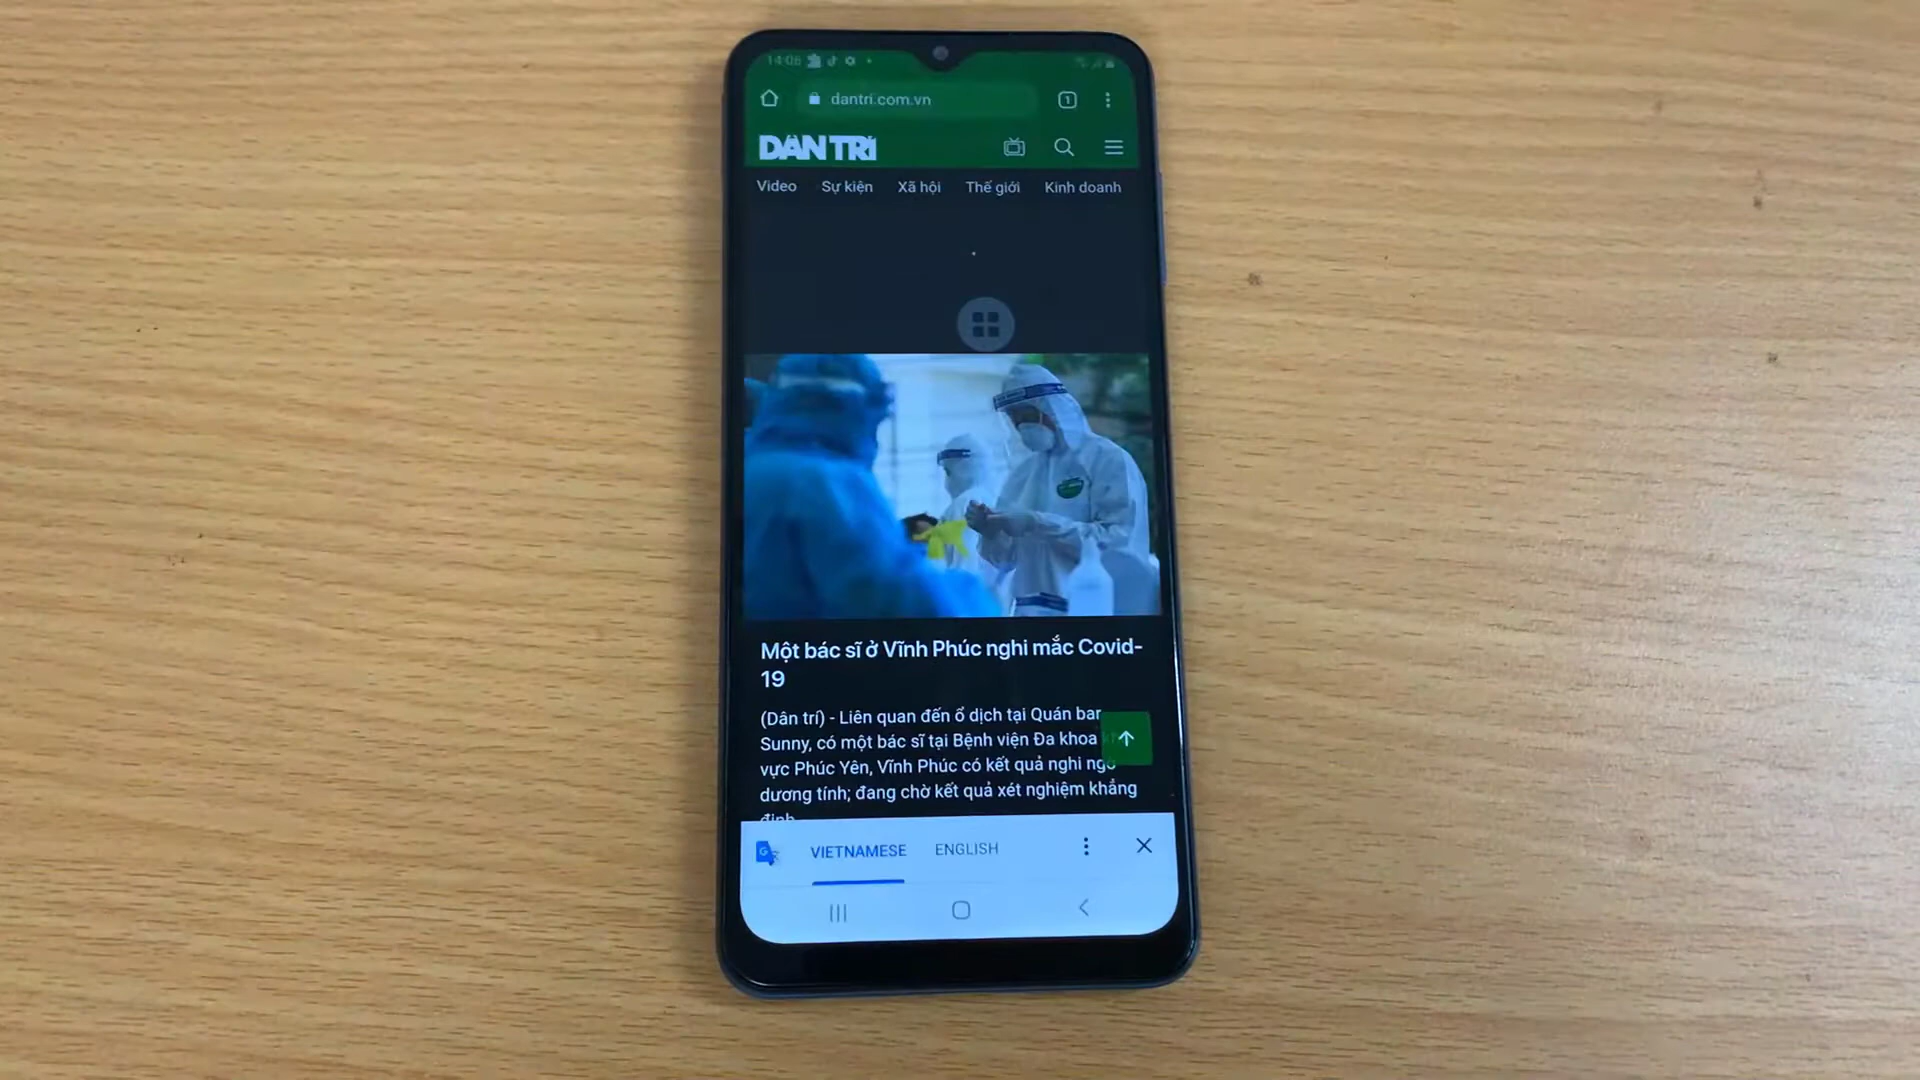 14:06
dantri.com.vn
1
DÂN TRÍ
Video Sự kiện Xã hội Thế giới Kinh doanh
Một bác sĩ ở Vĩnh Phúc nghi mắc Covid-
19
(Dân trí) - Liên quan đến ổ dịch tại Quán bar
Sunny, có một bác sĩ tại Bệnh viện Đa khoa
vực Phúc Yên, Vĩnh Phúc có kết quả nghi ngờ
dương tính; đang chờ kết quả xét nghiệm khẳng
VIETNAMESE ENGLISH